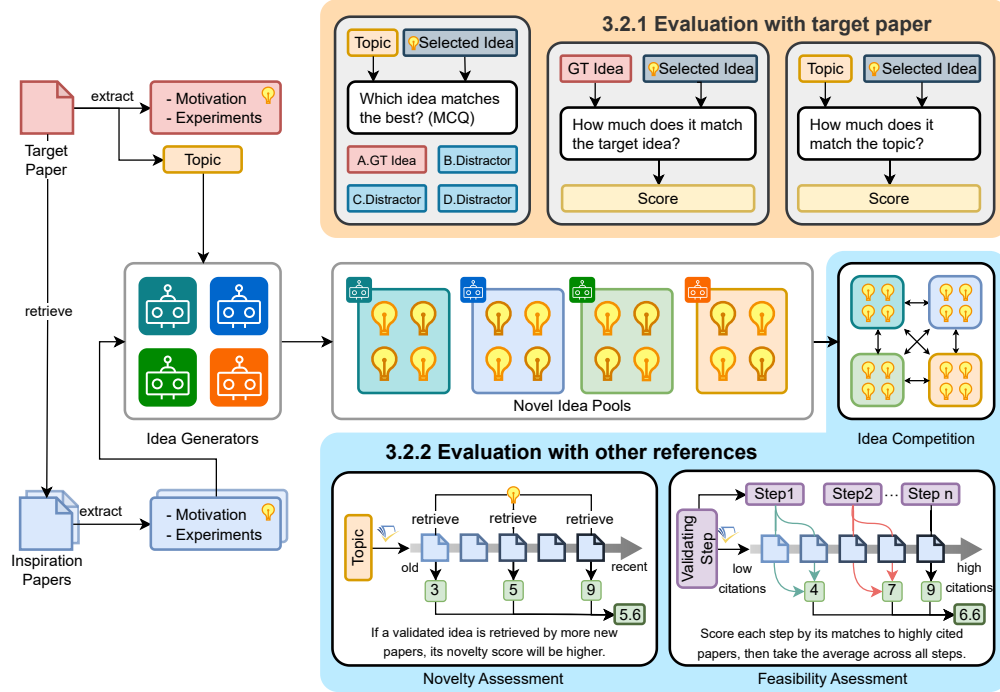 3.2.1 Evaluation with target paper
Topic
Selected Idea
Which idea matches
the best? (MCQ)
A.GT Idea
B.Distractor
C.Distractor
D.Distractor
GT Idea
Selected Idea
How much does it match
the target idea?
Score
Topic
Selected Idea
How much does it
match the topic?
Score
Target
Paper
extract
- Motivation
- Experiments
Topic
retrieve
Idea Generators
Novel Idea Pools
Idea Competition
Inspiration
Papers
extract
- Motivation
- Experiments
3.2.2 Evaluation with other references
Topic
retrieve
retrieve
retrieve
old
recent
3
5
9
5.6
If a validated idea is retrieved by more new
papers, its novelty score will be higher.
Novelty Assessment
Validating
Step
Step1
Step2
...
Step n
low
citations
high
citations
4
7
9
6.6
Score each step by its matches to highly cited
papers, then take the average across all steps.
Feasibility Assessment